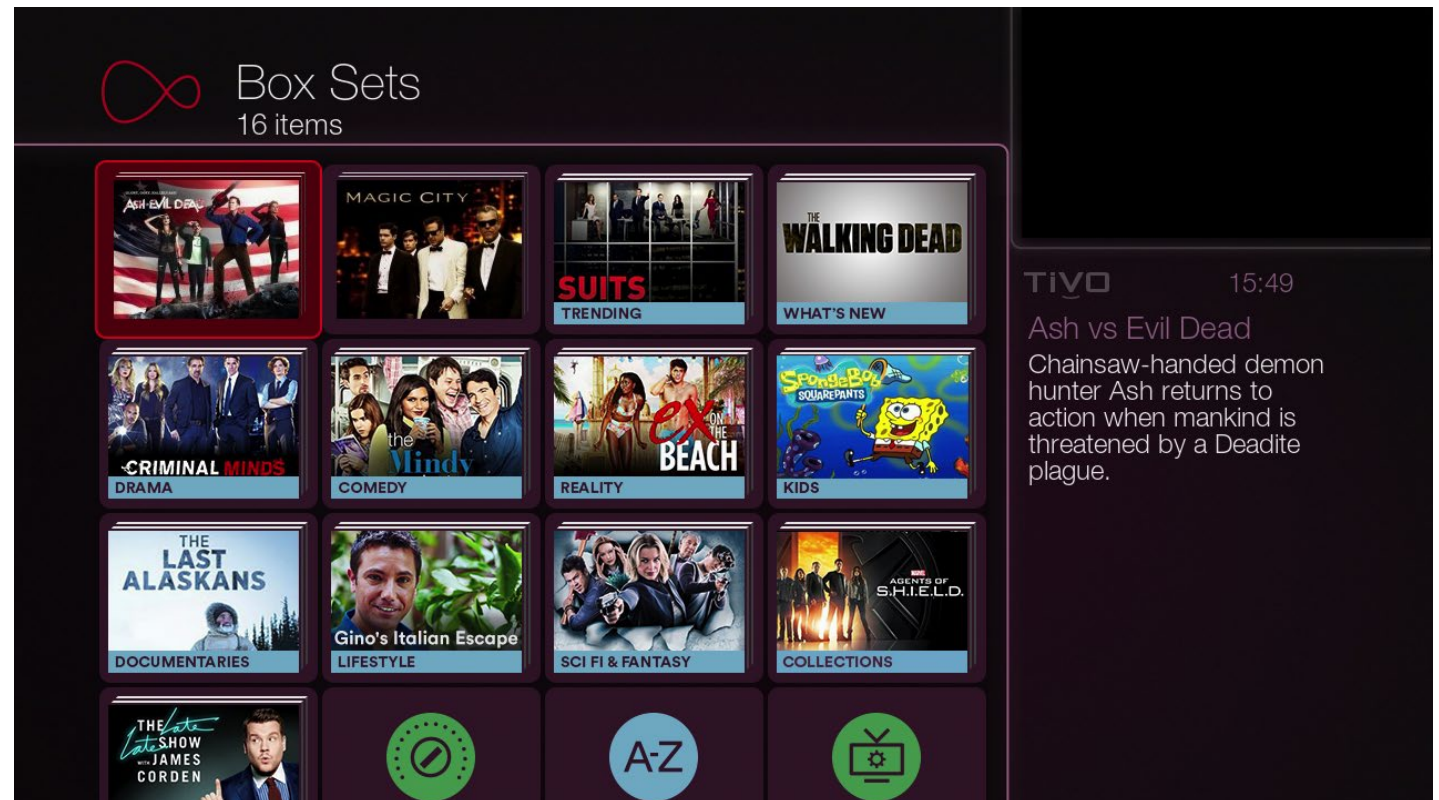 Box Sets
16 items
TiVo 15:49
Ash vs Evil Dead
Chainsaw-handed demon
hunter Ash returns to
action when mankind is
threatened by a Deadite
plague.
ASH vs EVIL DEAD
MAGIC CITY
SUITS
TRENDING
THE
WALKING DEAD
WHAT'S NEW
CRIMINAL MINDS
DRAMA
the
Mindy
COMEDY
ex
ON
THE
BEACH
REALITY
SpongeBob
SQUAREPANTS
KIDS
THE
LAST
ALASKANS
DOCUMENTARIES
Gino's Italian Escape
LIFESTYLE
SCI FI & FANTASY
MARVEL
AGENTS OF
S.H.I.E.L.D.
COLLECTIONS
THE Late
Late SHOW
WITH JAMES
CORDEN
A-Z